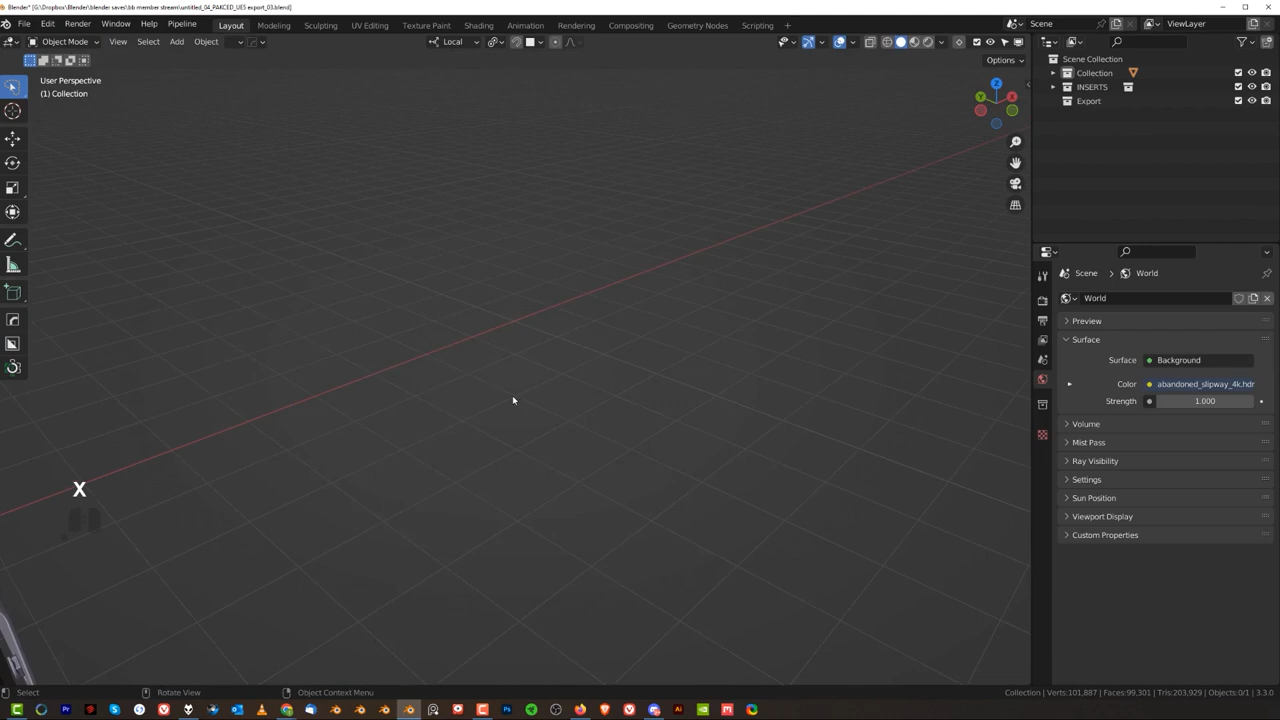 Blender* [G:\Dropbox\Blender\blender saves\bb member stream\untitled_04_PAKCED_UE5 export_03.blend]
File Edit Render Window Help Pipeline Layout Modeling Sculpting UV Editing Texture Paint Shading Animation Rendering Compositing Geometry Nodes Scripting + Scene ViewLayer
Object Mode View Select Add Object Local
Options
User Perspective
(1) Collection
Z
Y
X
Scene Collection
Collection
INSERTS
Export
Scene World
World
Preview
Surface
Surface Background
Color abandoned_slipway_4k.hdr
Strength 1.000
Volume
Mist Pass
Ray Visibility
Settings
Sun Position
Viewport Display
Custom Properties
X
Select Rotate View Object Context Menu Collection | Verts:101,887 | Faces:99,301 | Tris:203,929 | Objects:0/1 | 3.3.0